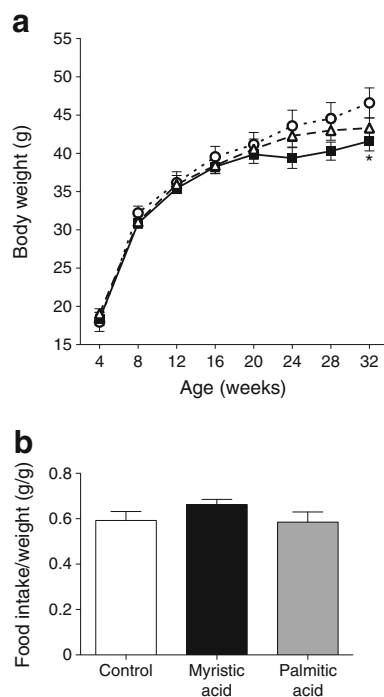 a
Body weight (g)
55
50
45
40
35
30
25
20
15
*
4 8 12 16 20 24 28 32
Age (weeks)
b
Food intake/weight (g/g)
0.8
0.6
0.4
0.2
0
Control Myristic acid Palmitic acid